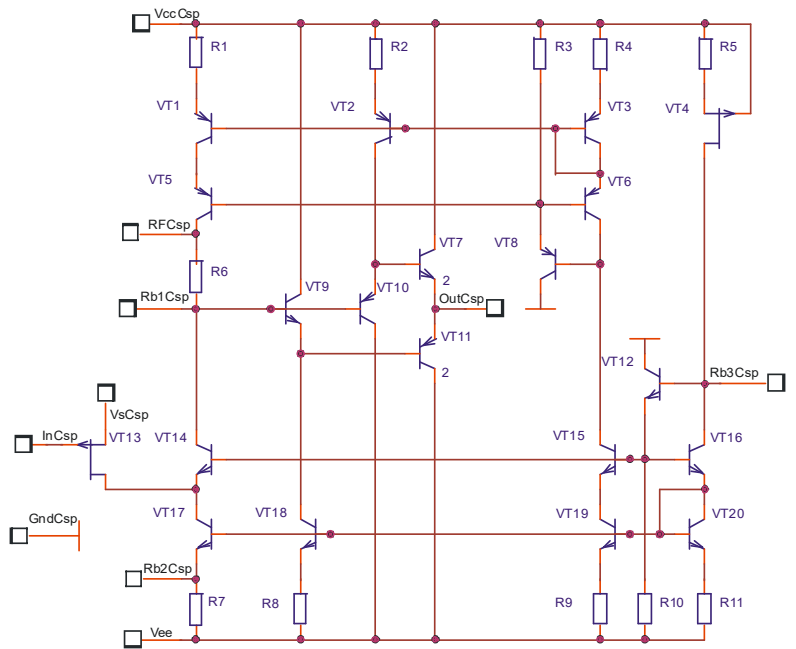 VccCsp
R1
R2
R3
R4
R5
VT1
VT2
VT3
VT4
VT5
VT6
RFCsp
VT7
VT8
R6
VT9
VT10
2
Rb1Csp
OutCsp
VT11
VT12
2
Rb3Csp
VsCsp
InCsp
VT13
VT14
VT15
VT16
GndCsp
VT17
VT18
VT19
VT20
Rb2Csp
R7
R8
R9
R10
R11
Vee